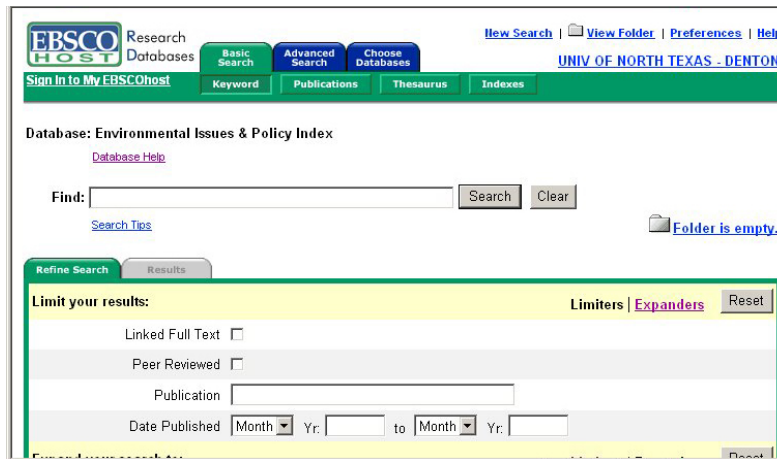 EBSCO Research
HOST Databases
Basic Search
Advanced Search
Choose Databases
New Search | View Folder | Preferences | Help
UNIV OF NORTH TEXAS - DENTON
Sign In to My EBSCOhost
Keyword Publications Thesaurus Indexes
Database: Environmental Issues & Policy Index
Database Help
Find: Search Clear
Search Tips
Folder is empty.
Refine Search Results
Limit your results: Limiters | Expanders Reset
Linked Full Text
Peer Reviewed
Publication
Date Published Month Yr: to Month Yr: